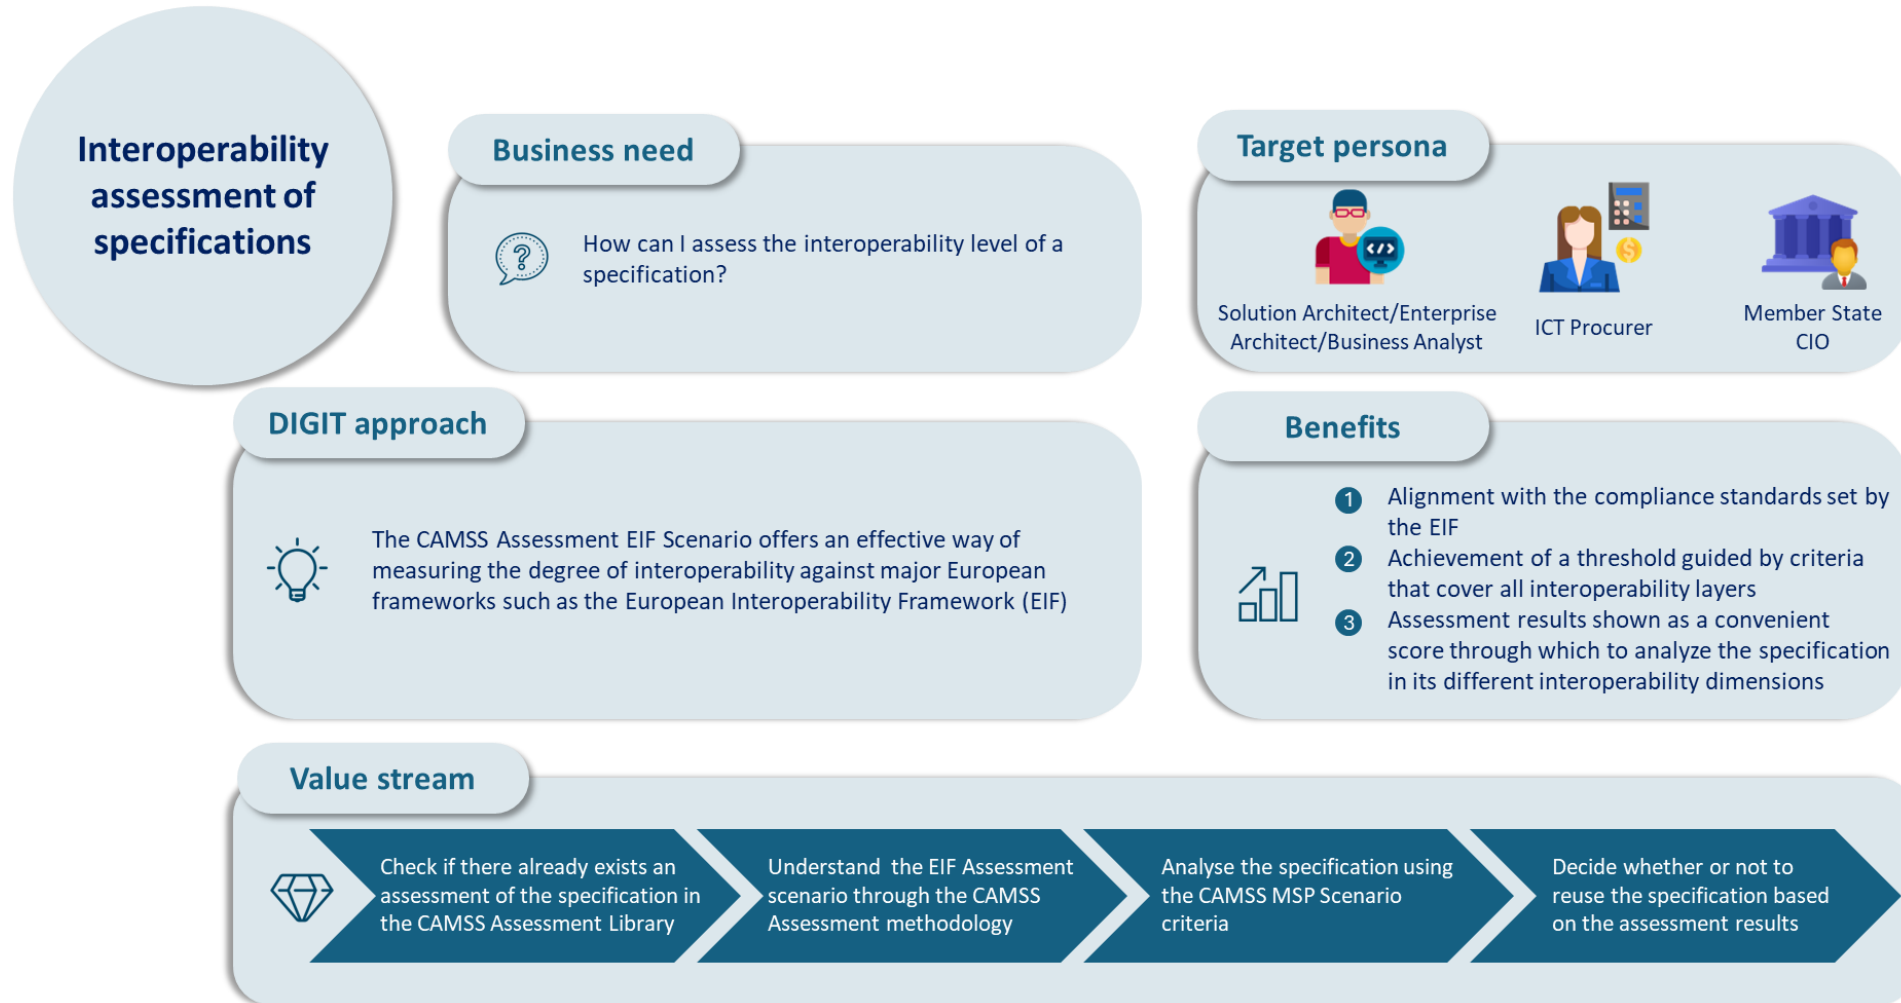 Interoperability
assessment of
specifications
Business need
How can I assess the interoperability level of a
specification?
Target persona
Solution Architect/Enterprise
Architect/Business Analyst
ICT Procurer
Member State
CIO
DIGIT approach
The CAMSS Assessment EIF Scenario offers an effective way of
measuring the degree of interoperability against major European
frameworks such as the European Interoperability Framework (EIF)
Benefits
1 Alignment with the compliance standards set by
the EIF
2 Achievement of a threshold guided by criteria
that cover all interoperability layers
3 Assessment results shown as a convenient
score through which to analyze the specification
in its different interoperability dimensions
Value stream
Check if there already exists an
assessment of the specification in
the CAMSS Assessment Library
Understand the EIF Assessment
scenario through the CAMSS
Assessment methodology
Analyse the specification using
the CAMSS MSP Scenario
criteria
Decide whether or not to
reuse the specification based
on the assessment results